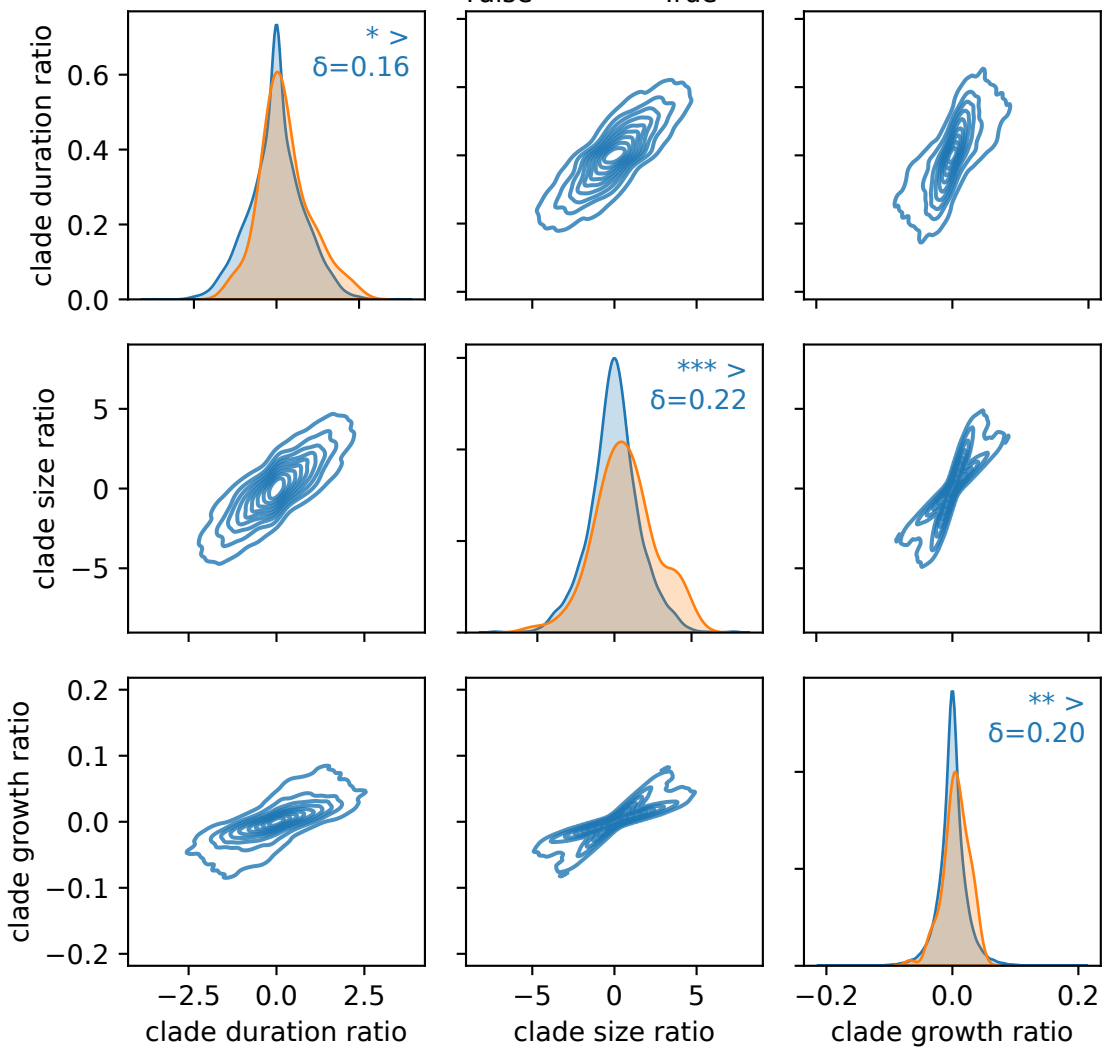 clade duration ratio
0.6
0.4
0.2
0.0
* >
δ=0.16
clade size ratio
5
0
−5
*** >
δ=0.22
clade growth ratio
0.2
0.1
0.0
−0.1
−0.2
** >
δ=0.20
−2.5 0.0 2.5
clade duration ratio
−5 0 5
clade size ratio
−0.2 0.0 0.2
clade growth ratio